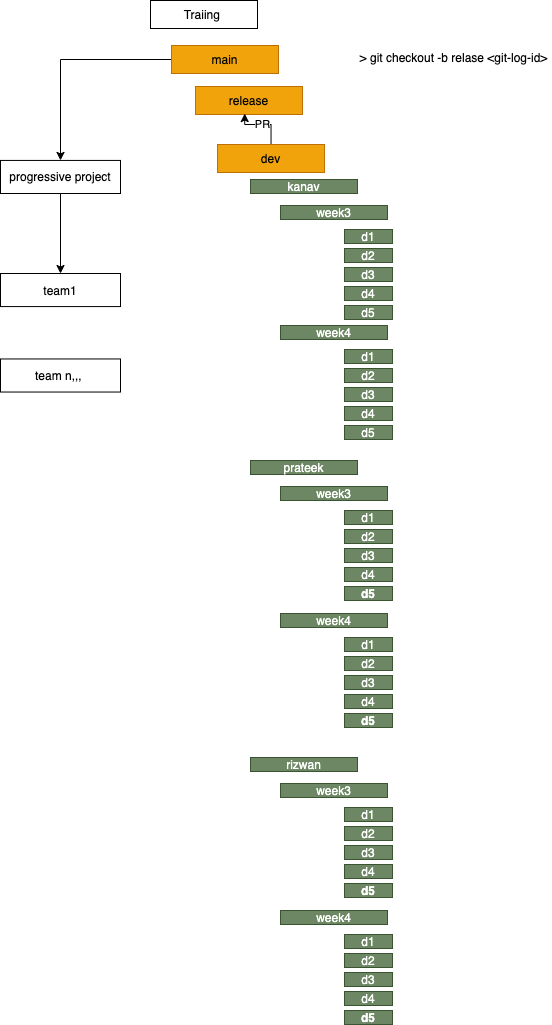 Traiing
main
> git checkout -b relase <git-log-id>
release
PR
dev
progressive project
kanav
week3
d1
d2
d3
team1
d4
d5
week4
d1
team n,,,
d2
d3
d4
d5
prateek
week3
d1
d2
d3
d4
d5
week4
d1
d2
d3
d4
d5
rizwan
week3
d1
d2
d3
d4
d5
week4
d1
d2
d3
d4
d5